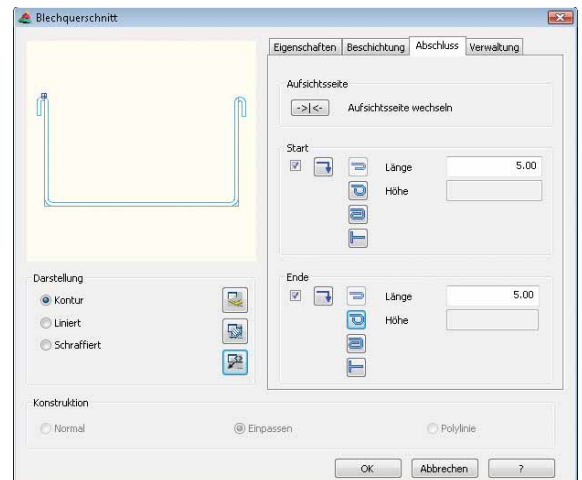 Blechquerschnitt
Eigenschaften
Beschichtung
Abschluss
Verwaltung
Aufsichtsseite
->|<-
Aufsichtsseite wechseln
Start
Länge
5.00
Höhe
Ende
Länge
5.00
Höhe
Darstellung
Kontur
Liniert
Schraffiert
Konstruktion
Normal
Einpassen
Polylinie
OK
Abbrechen
?